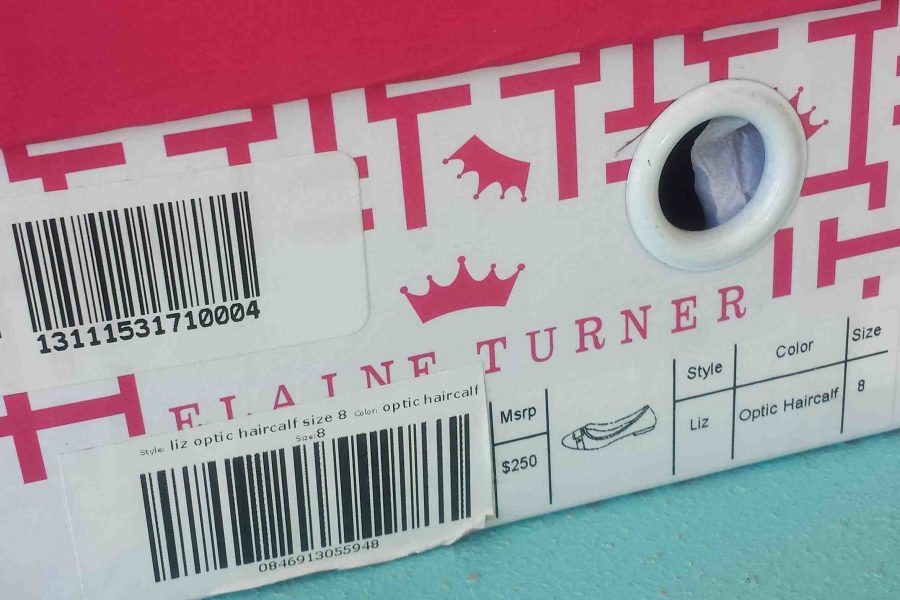 13111531710004
ELAINE TURNER
Style: liz optic haircalf size 8 Color: optic haircalf
Size: 8
0846913055948
Msrp
$250
Style
Liz
Color
Optic Haircalf
Size
8